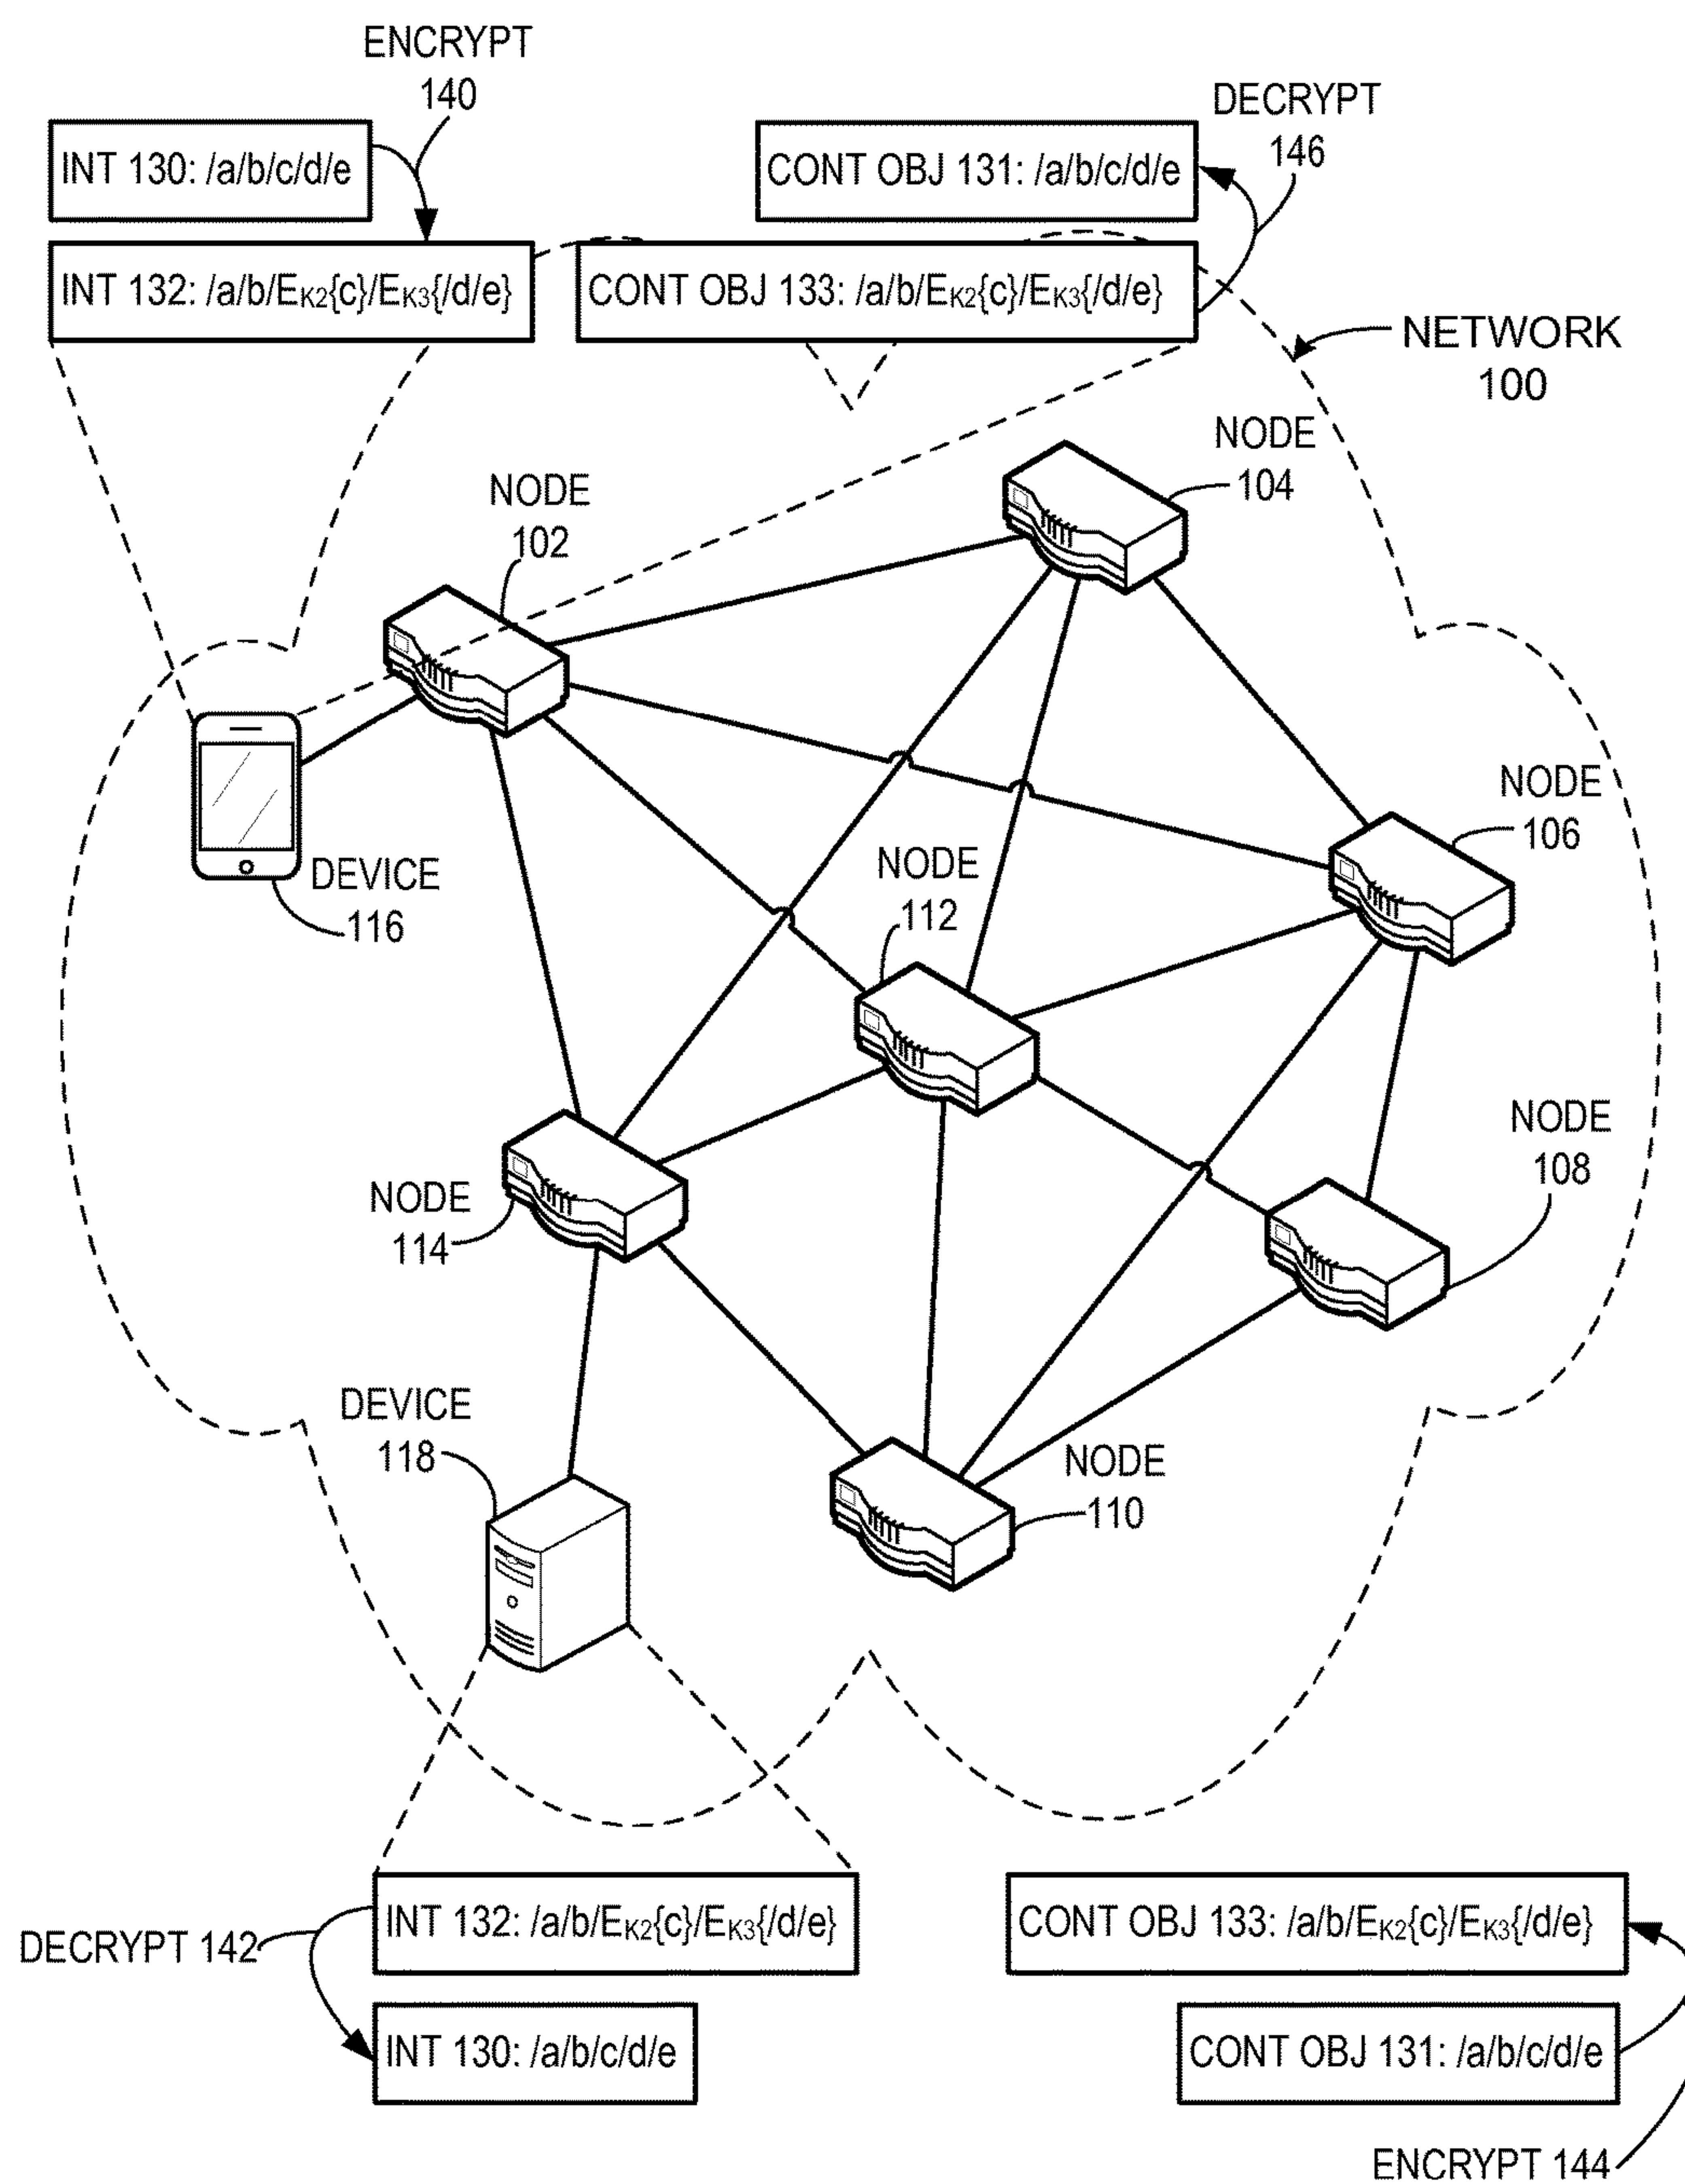 ENCRYPT
140
DECRYPT
146
INT 130: /a/b/c/d/e
CONT OBJ 131: /a/b/c/d/e
INT 132: /a/b/EK2{c}/EK3{/d/e}
CONT OBJ 133: /a/b/EK2{c}/EK3{/d/e}
NETWORK
100
NODE
104
NODE
102
NODE
106
NODE
112
DEVICE
116
NODE
108
NODE
114
DEVICE
118
NODE
110
INT 132: /a/b/EK2{c}/EK3{/d/e}
CONT OBJ 133: /a/b/EK2{c}/EK3{/d/e}
DECRYPT 142
INT 130: /a/b/c/d/e
CONT OBJ 131: /a/b/c/d/e
ENCRYPT 144